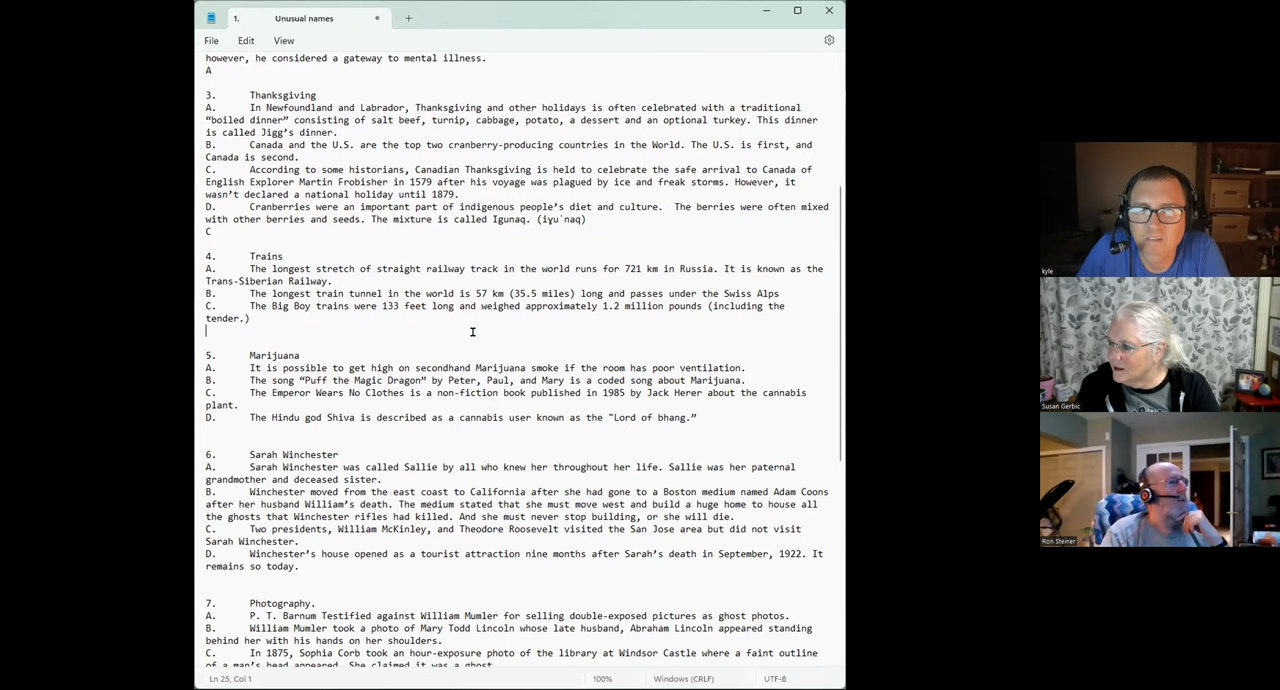 1. Unusual names
File Edit View
however, he considered a gateway to mental illness.
A
3. Thanksgiving
A. In Newfoundland and Labrador, Thanksgiving and other holidays is often celebrated with a traditional
“boiled dinner” consisting of salt beef, turnip, cabbage, potato, a dessert and an optional turkey. This dinner
is called Jigg’s dinner.
B. Canada and the U.S. are the top two cranberry-producing countries in the World. The U.S. is first, and
Canada is second.
C. According to some historians, Canadian Thanksgiving is held to celebrate the safe arrival to Canada of
English Explorer Martin Frobisher in 1579 after his voyage was plagued by ice and freak storms. However, it
wasn’t declared a national holiday until 1879.
D. Cranberries were an important part of indigenous people’s diet and culture.  The berries were often mixed
with other berries and seeds. The mixture is called Igunaq. (iɣuˈnaq)
C
4. Trains
A. The longest stretch of straight railway track in the world runs for 721 km in Russia. It is known as the
Trans-Siberian Railway.
B. The longest train tunnel in the world is 57 km (35.5 miles) long and passes under the Swiss Alps
C. The Big Boy trains were 133 feet long and weighed approximately 1.2 million pounds (including the
tender.)
5. Marijuana
A. It is possible to get high on secondhand Marijuana smoke if the room has poor ventilation.
B. The song “Puff the Magic Dragon” by Peter, Paul, and Mary is a coded song about Marijuana.
C. The Emperor Wears No Clothes is a non-fiction book published in 1985 by Jack Herer about the cannabis
plant.
D. The Hindu god Shiva is described as a cannabis user known as the "Lord of bhang.”
6. Sarah Winchester
A. Sarah Winchester was called Sallie by all who knew her throughout her life. Sallie was her paternal
grandmother and deceased sister.
B. Winchester moved from the east coast to California after she had gone to a Boston medium named Adam Coons
after her husband William’s death. The medium stated that she must move west and build a huge home to house all
the ghosts that Winchester rifles had killed. And she must never stop building, or she will die.
C. Two presidents, William McKinley, and Theodore Roosevelt visited the San Jose area but did not visit
Sarah Winchester.
D. Winchester’s house opened as a tourist attraction nine months after Sarah’s death in September, 1922. It
remains so today.
7. Photography.
A. P. T. Barnum Testified against William Mumler for selling double-exposed pictures as ghost photos.
B. William Mumler took a photo of Mary Todd Lincoln whose late husband, Abraham Lincoln appeared standing
behind her with his hands on her shoulders.
C. In 1875, Sophia Corb took an hour-exposure photo of the library at Windsor Castle where a faint outline
of a man’s head appeared. She claimed it was a ghost.
Ln 25, Col 1 100% Windows (CRLF) UTF-8
kyle
Susan Gerbic
Ron Steiner